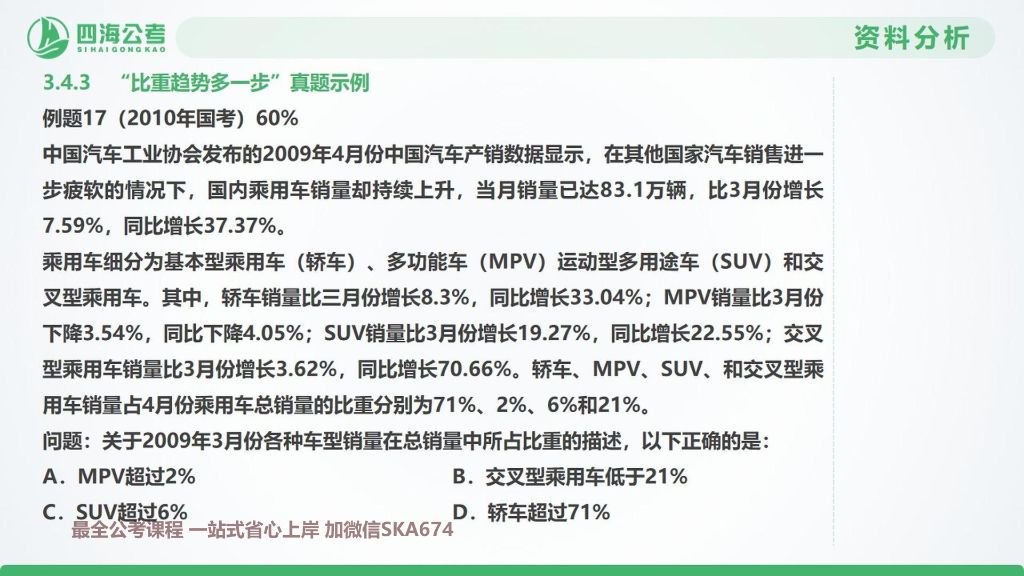 四海公考
SIHAIGONGKAO
资料分析
3.4.3 “比重趋势多一步”真题示例
例题17（2010年国考）60%
中国汽车工业协会发布的2009年4月份中国汽车产销数据显示，在其他国家汽车销售进一
步疲软的情况下，国内乘用车销量却持续上升，当月销量已达83.1万辆，比3月份增长
7.59%，同比增长37.37%。
乘用车细分为基本型乘用车（轿车）、多功能车（MPV）运动型多用途车（SUV）和交
叉型乘用车。其中，轿车销量比三月份增长8.3%，同比增长33.04%；MPV销量比3月份
下降3.54%，同比下降4.05%；SUV销量比3月份增长19.27%，同比增长22.55%；交叉
型乘用车销量比3月份增长3.62%，同比增长70.66%。轿车、MPV、SUV、和交叉型乘
用车销量占4月份乘用车总销量的比重分别为71%、2%、6%和21%。
问题：关于2009年3月份各种车型销量在总销量中所占比重的描述，以下正确的是：
A．MPV超过2% B．交叉型乘用车低于21%
C．SUV超过6% D．轿车超过71%
最全公考课程 一站式省心上岸 加微信SKA674